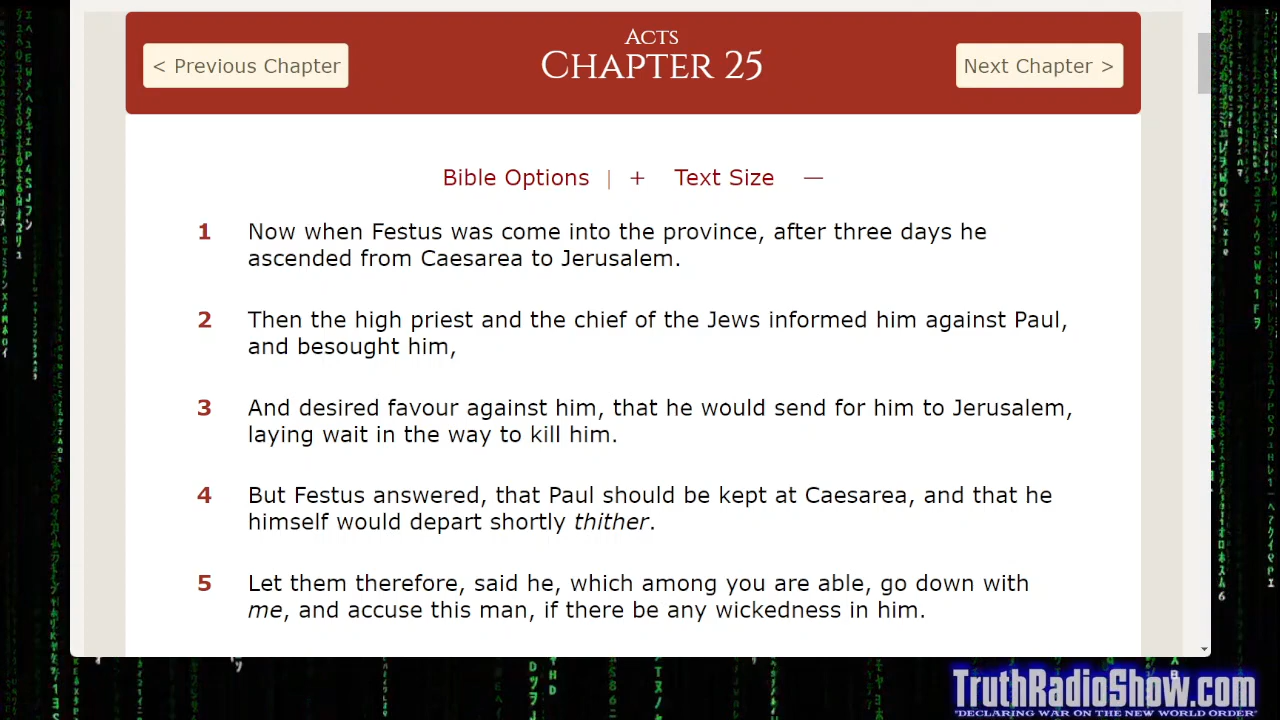 Acts
< Previous Chapter
Chapter 25
Next Chapter >
Bible Options | + Text Size —
1 Now when Festus was come into the province, after three days he
ascended from Caesarea to Jerusalem.
2 Then the high priest and the chief of the Jews informed him against Paul,
and besought him,
3 And desired favour against him, that he would send for him to Jerusalem,
laying wait in the way to kill him.
4 But Festus answered, that Paul should be kept at Caesarea, and that he
himself would depart shortly thither.
5 Let them therefore, said he, which among you are able, go down with
me, and accuse this man, if there be any wickedness in him.
TruthRadioShow.com
"DECLARING WAR ON THE NEW WORLD ORDER"